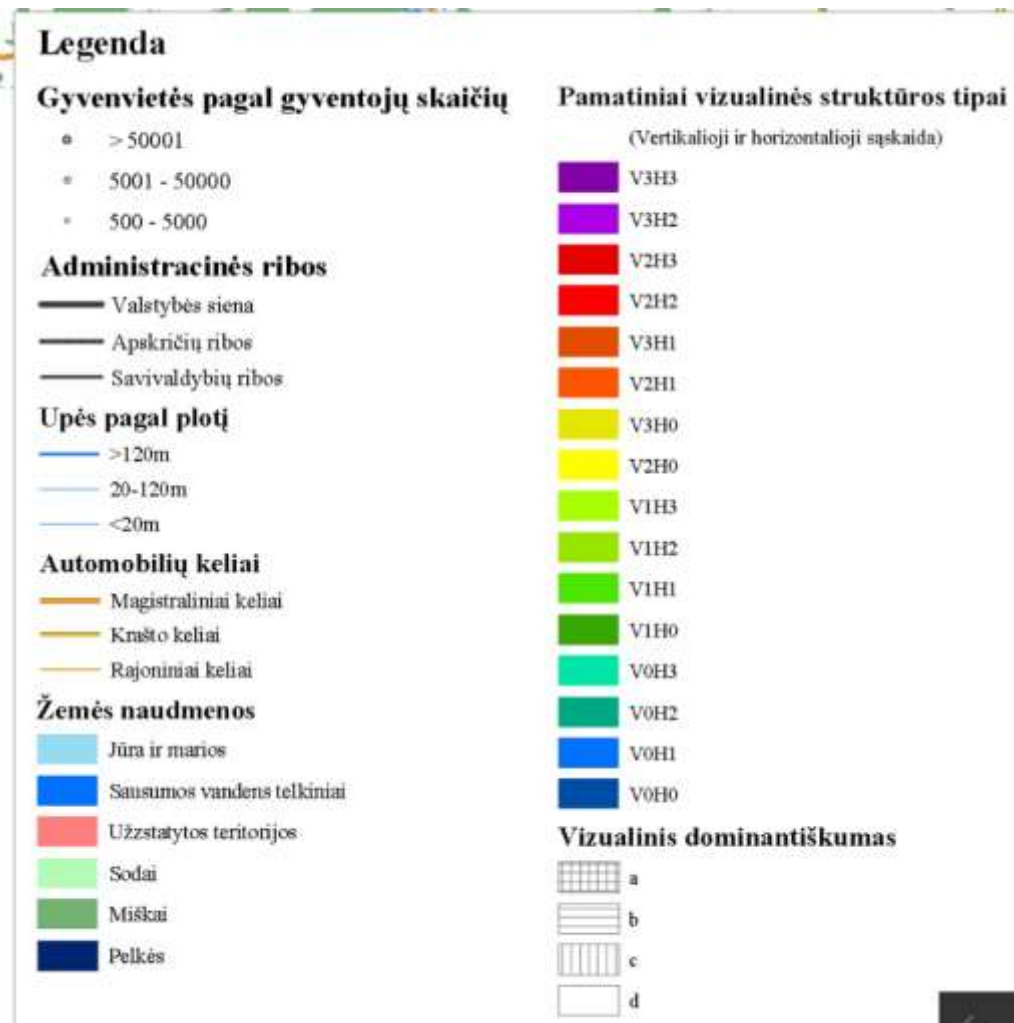 Legenda
Gyvenvietės pagal gyventojų skaičių
> 50001
5001 - 50000
500 - 5000
Administracinės ribos
Valstybės siena
Apskričių ribos
Savivaldybių ribos
Upės pagal plotį
>120m
20-120m
<20m
Automobilių keliai
Magistraliniai keliai
Krašto keliai
Rajoniniai keliai
Žemės naudmenos
Jūra ir marios
Sausumos vandens telkiniai
Užzstatytos teritorijos
Sodai
Miškai
Pelkės
Pamatiniai vizualinės struktūros tipai
(Vertikalioji ir horizontalioji sąskaida)
V3H3
V3H2
V2H3
V2H2
V3H1
V2H1
V3H0
V2H0
V1H3
V1H2
V1H1
V1H0
V0H3
V0H2
V0H1
V0H0
Vizualinis dominantiškumas
a
b
c
d